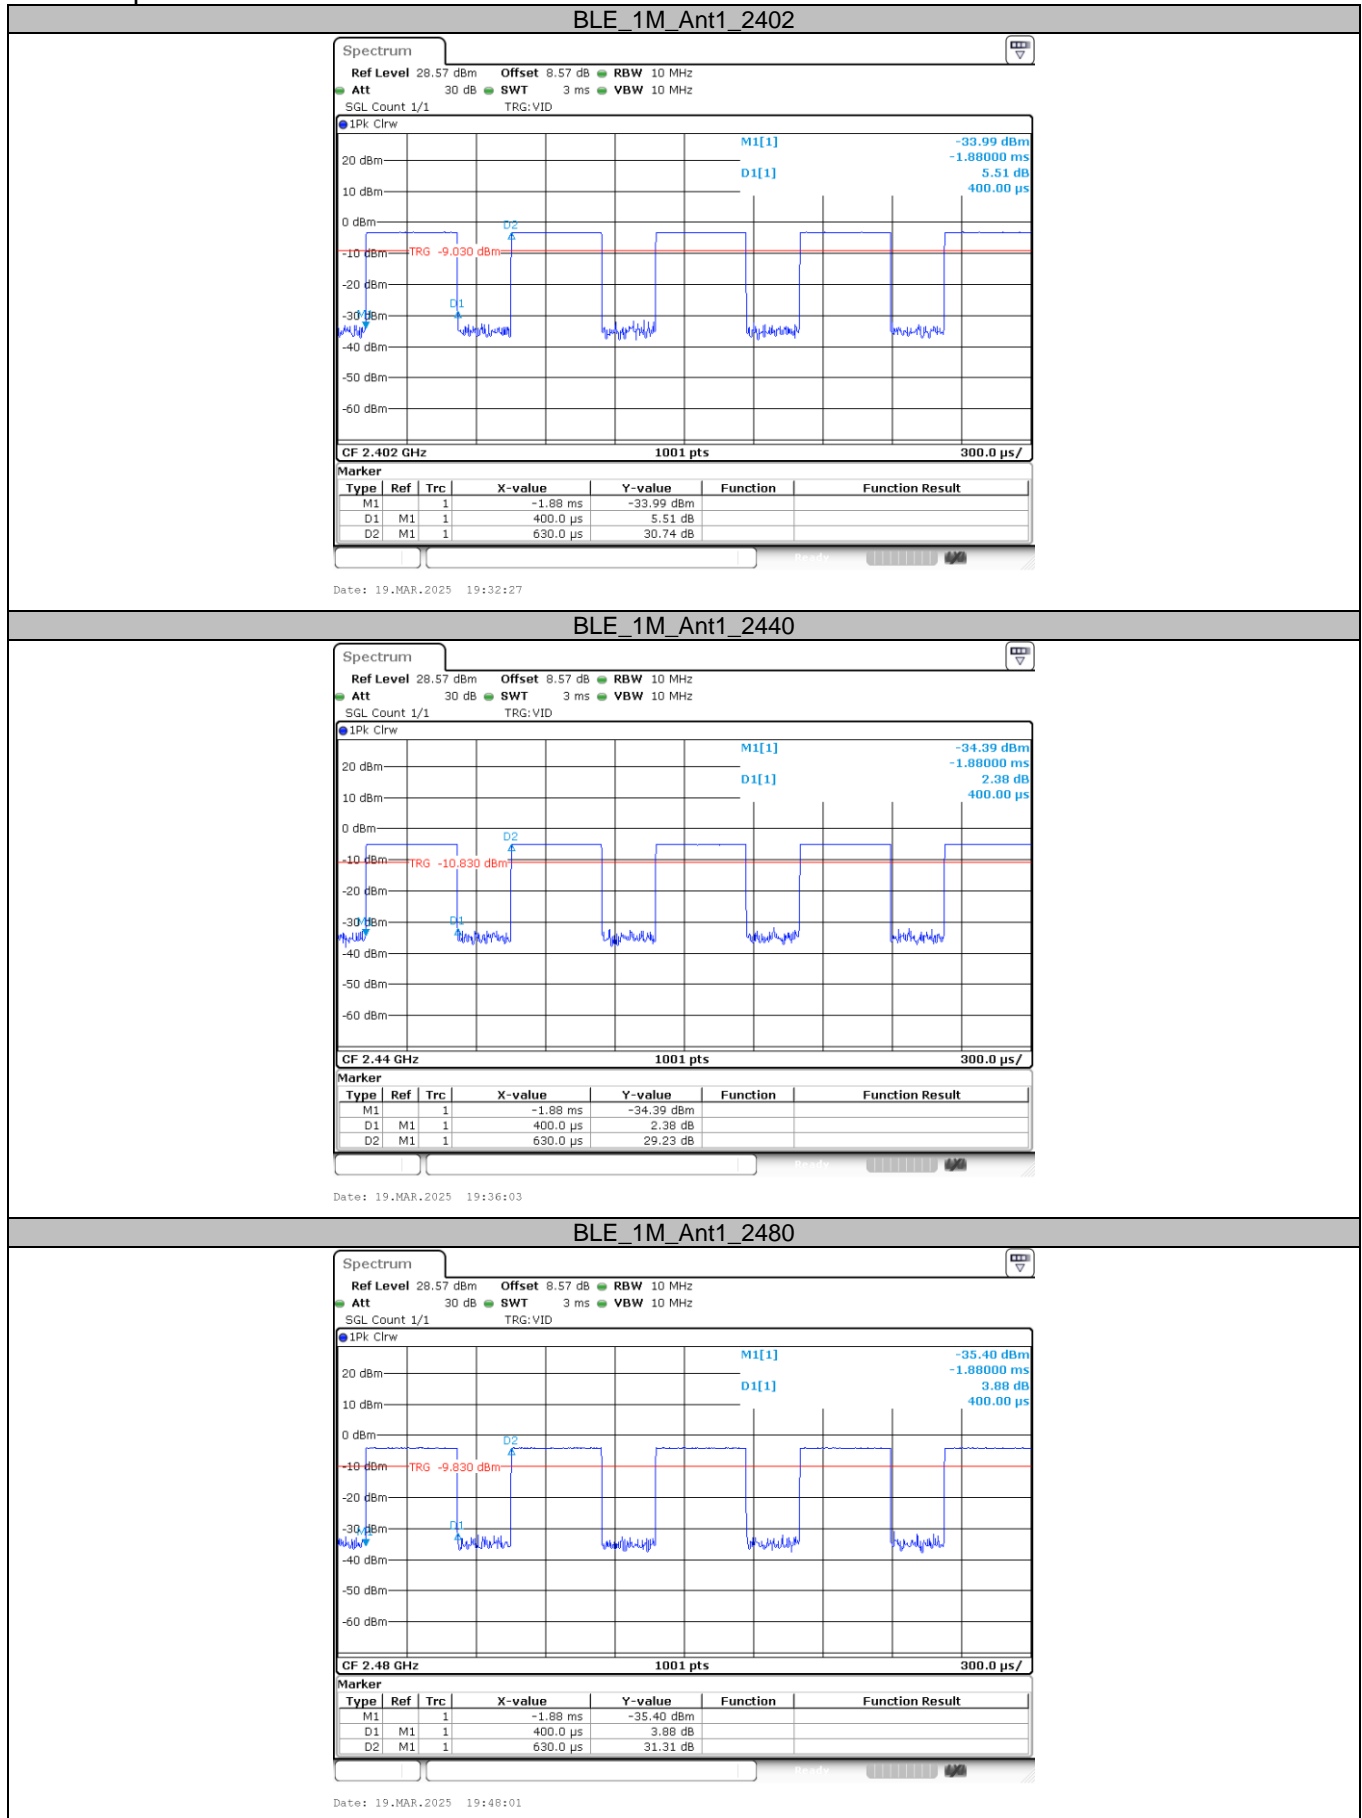 BLE_1M_Ant1_2402
Spectrum
Ref Level 28.57 dBm Offset 8.57 dB RBW 10 MHz
Att 30 dB SWT 3 ms VBW 10 MHz
SGL Count 1/1 TRG:VID
1Pk Clrw
M1[1] -33.99 dBm
-1.88000 ms
20 dBm
D1[1] 5.51 dB
400.00 µs
10 dBm
0 dBm
D2
TRG -9.030 dBm
-10 dBm
-20 dBm
D1
-30 dBm
-40 dBm
-50 dBm
-60 dBm
CF 2.402 GHz 1001 pts 300.0 µs/
Marker
Type Ref Trc X-value Y-value Function Function Result
M1 1 -1.88 ms -33.99 dBm
D1 M1 1 400.0 µs 5.51 dB
D2 M1 1 630.0 µs 30.74 dB
Ready
Date: 19.MAR.2025 19:32:27
BLE_1M_Ant1_2440
Spectrum
Ref Level 28.57 dBm Offset 8.57 dB RBW 10 MHz
Att 30 dB SWT 3 ms VBW 10 MHz
SGL Count 1/1 TRG:VID
1Pk Clrw
M1[1] -34.39 dBm
-1.88000 ms
20 dBm
D1[1] 2.38 dB
400.00 µs
10 dBm
0 dBm
D2
-10 dBm
TRG -10.830 dBm
-20 dBm
D1
-30 dBm
-40 dBm
-50 dBm
-60 dBm
CF 2.44 GHz 1001 pts 300.0 µs/
Marker
Type Ref Trc X-value Y-value Function Function Result
M1 1 -1.88 ms -34.39 dBm
D1 M1 1 400.0 µs 2.38 dB
D2 M1 1 630.0 µs 29.23 dB
Ready
Date: 19.MAR.2025 19:36:03
BLE_1M_Ant1_2480
Spectrum
Ref Level 28.57 dBm Offset 8.57 dB RBW 10 MHz
Att 30 dB SWT 3 ms VBW 10 MHz
SGL Count 1/1 TRG:VID
1Pk Clrw
M1[1] -35.40 dBm
-1.88000 ms
20 dBm
D1[1] 3.88 dB
400.00 µs
10 dBm
0 dBm
D2
-10 dBm
TRG -9.830 dBm
-20 dBm
D1
-30 dBm
M1
-40 dBm
-50 dBm
-60 dBm
CF 2.48 GHz 1001 pts 300.0 µs/
Marker
Type Ref Trc X-value Y-value Function Function Result
M1 1 -1.88 ms -35.40 dBm
D1 M1 1 400.0 µs 3.88 dB
D2 M1 1 630.0 µs 31.31 dB
Ready
Date: 19.MAR.2025 19:48:01